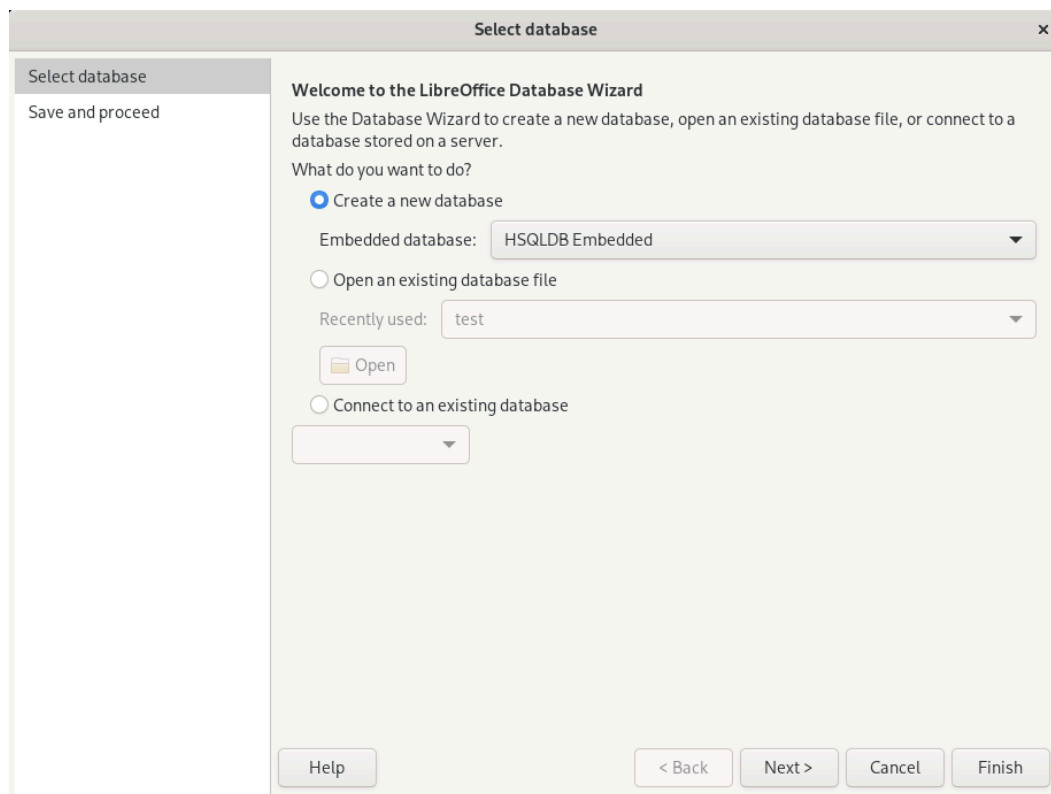 Select database
Select database
Save and proceed
Welcome to the LibreOffice Database Wizard
Use the Database Wizard to create a new database, open an existing database file, or connect to a
database stored on a server.
What do you want to do?
Create a new database
Embedded database: HSQLDB Embedded
Open an existing database file
Recently used: test
Open
Connect to an existing database
Help < Back Next > Cancel Finish